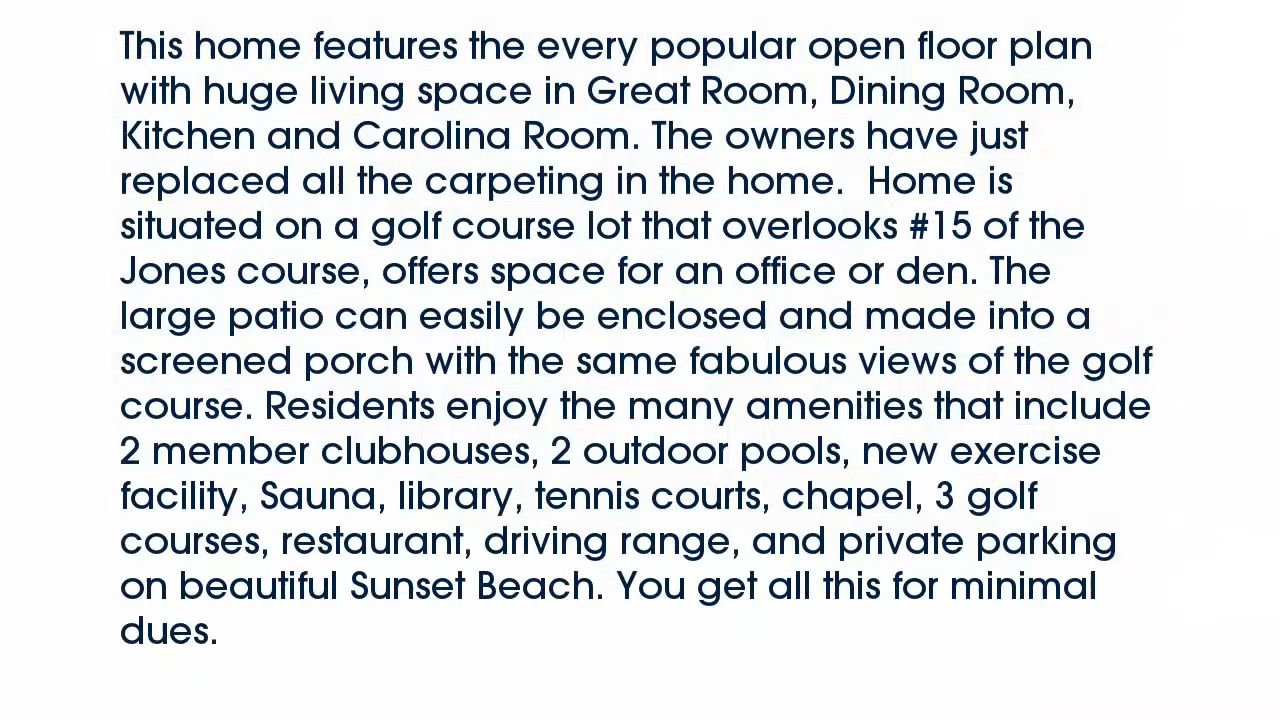 This home features the every popular open floor plan
with huge living space in Great Room, Dining Room,
Kitchen and Carolina Room. The owners have just
replaced all the carpeting in the home.  Home is
situated on a golf course lot that overlooks #15 of the
Jones course, offers space for an office or den. The
large patio can easily be enclosed and made into a
screened porch with the same fabulous views of the golf
course. Residents enjoy the many amenities that include
2 member clubhouses, 2 outdoor pools, new exercise
facility, Sauna, library, tennis courts, chapel, 3 golf
courses, restaurant, driving range, and private parking
on beautiful Sunset Beach. You get all this for minimal
dues.